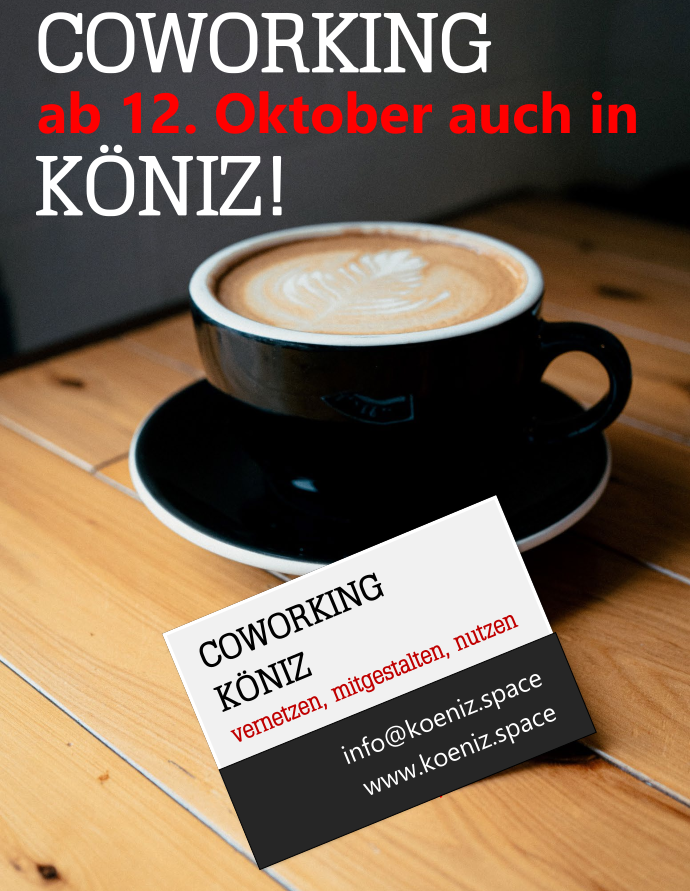 COWORKING
ab 12. Oktober auch in
KÖNIZ!
COWORKING
KÖNIZ
vernetzen, mitgestalten, nutzen
info@koeniz.space
www.koeniz.space